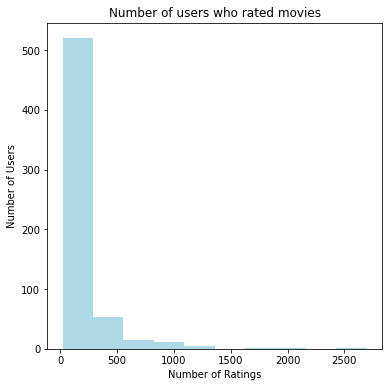 Number of users who rated movies
500
400
300
200
100
0
Number of Users
0 500 1000 1500 2000 2500
Number of Ratings